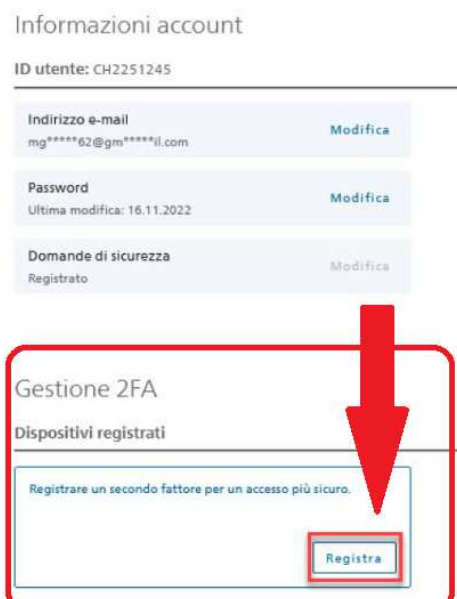 Informazioni account
ID utente: CH2251245
Indirizzo e-mail
mg*****62@gm*****il.com
Modifica
Password
Ultima modifica: 16.11.2022
Modifica
Domande di sicurezza
Registrato
Modifica
Gestione 2FA
Dispositivi registrati
Registrare un secondo fattore per un accesso più sicuro.
Registra